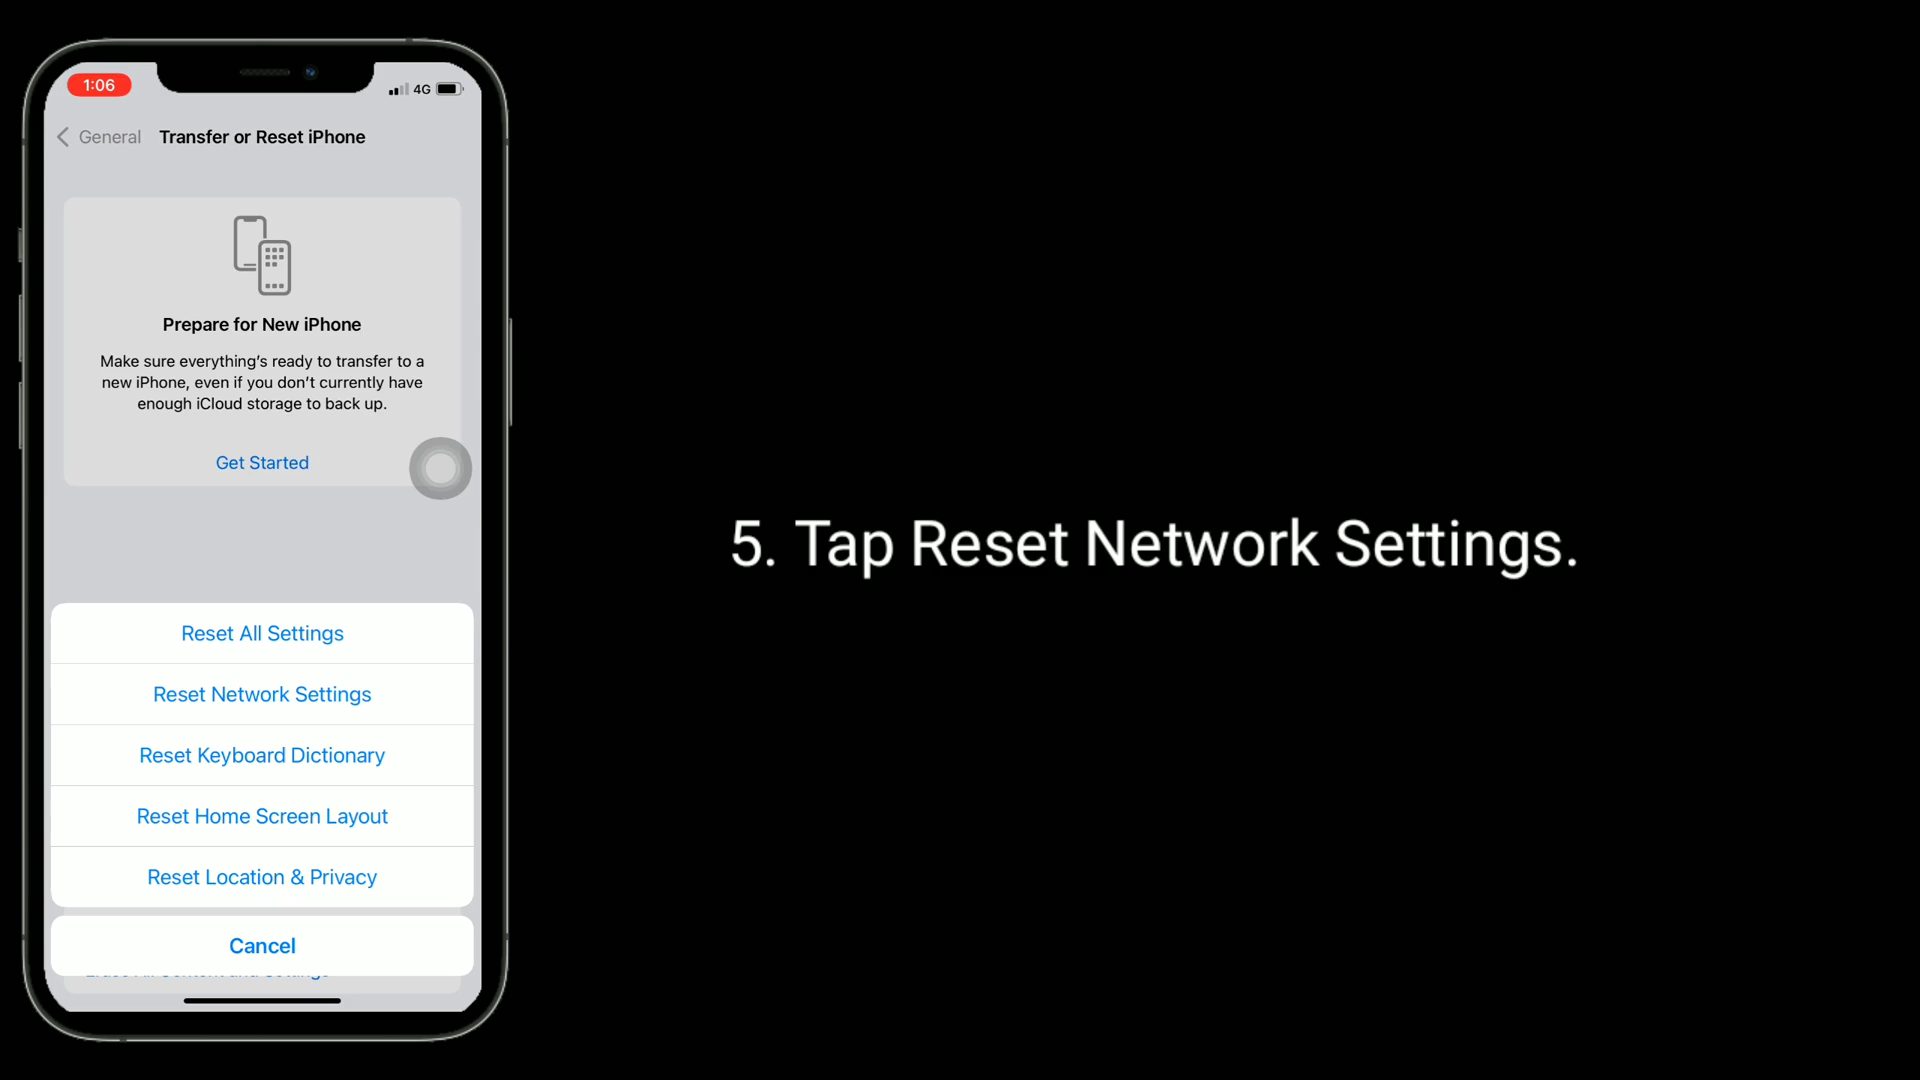 1:06
4G
General
Transfer or Reset iPhone
Prepare for New iPhone
Make sure everything's ready to transfer to a
new iPhone, even if you don't currently have
enough iCloud storage to back up.
Get Started
5. Tap Reset Network Settings.
Reset All Settings
Reset Network Settings
Reset Keyboard Dictionary
Reset Home Screen Layout
Reset Location & Privacy
Cancel